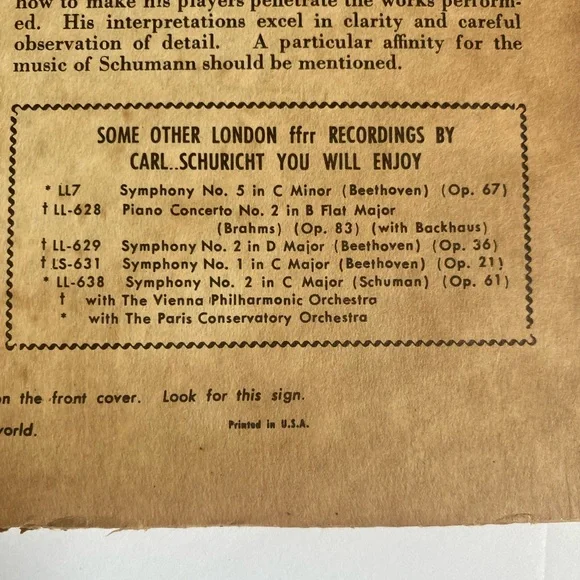 how to make his players penetrate the works perform-
ed. His interpretations excel in clarity and careful
observation of detail. A particular affinity for the
music of Schumann should be mentioned.
SOME OTHER LONDON ffrr RECORDINGS BY
CARL..SCHURICHT YOU WILL ENJOY
* LL7 Symphony No. 5 in C Minor (Beethoven) (Op. 67)
† LL-628 Piano Concerto No. 2 in B Flat Major
(Brahms) (Op. 83) (with Backhaus)
† LL-629 Symphony No. 2 in D Major (Beethoven) (Op. 36)
† LS-631 Symphony No. 1 in C Major (Beethoven) (Op. 21)
* LL-638 Symphony No. 2 in C Major (Schuman) (Op. 61)
† with The Vienna Philharmonic Orchestra
* with The Paris Conservatory Orchestra
on the front cover. Look for this sign.
world.
Printed in U.S.A.